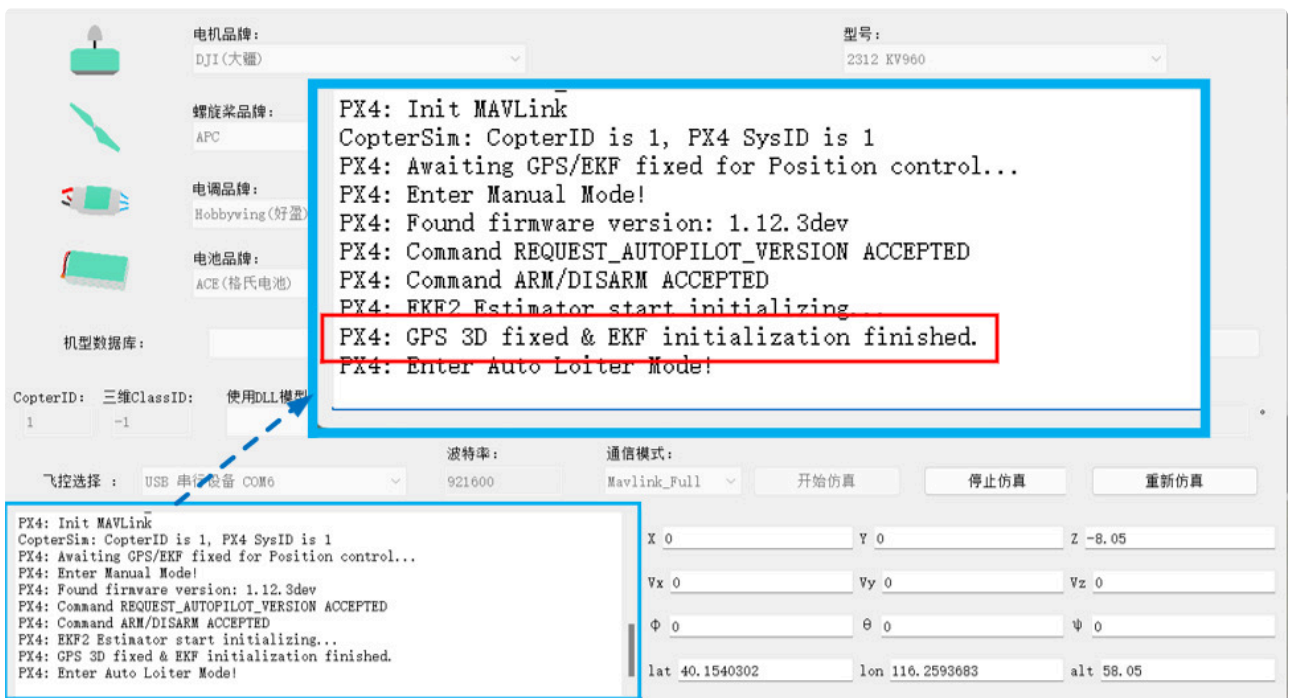 电机品牌:
型号:
DJI(大疆)
2312 KV960
螺旋桨品牌:
APC
电调品牌:
Hobbywing(好盈)
电池品牌:
ACE(格氏电池)
机型数据库:
PX4: Init MAVLink
CopterSim: CopterID is 1, PX4 SysID is 1
PX4: Awaiting GPS/EKF fixed for Position control...
PX4: Enter Manual Mode!
PX4: Found firmware version: 1.12.3dev
PX4: Command REQUEST_AUTOPILOT_VERSION ACCEPTED
PX4: Command ARM/DISARM ACCEPTED
PX4: EKF2 Estimator start initializing...
PX4: GPS 3D fixed & EKF initialization finished.
PX4: Enter Auto Loiter Mode!
CopterID: 三维ClassID: 使用DLL模型
1 -1 °
波特率: 通信模式:
飞控选择 : USB 串行设备 COM6 921600 Mavlink_Full 开始仿真 停止仿真 重新仿真
PX4: Init MAVLink
CopterSim: CopterID is 1, PX4 SysID is 1
PX4: Awaiting GPS/EKF fixed for Position control...
PX4: Enter Manual Mode!
PX4: Found firmware version: 1.12.3dev
PX4: Command REQUEST_AUTOPILOT_VERSION ACCEPTED
PX4: Command ARM/DISARM ACCEPTED
PX4: EKF2 Estimator start initializing...
PX4: GPS 3D fixed & EKF initialization finished.
PX4: Enter Auto Loiter Mode!
X 0 Y 0 Z -8.05
Vx 0 Vy 0 Vz 0
Φ 0 θ 0 Ψ 0
lat 40.1540302 lon 116.2593683 alt 58.05